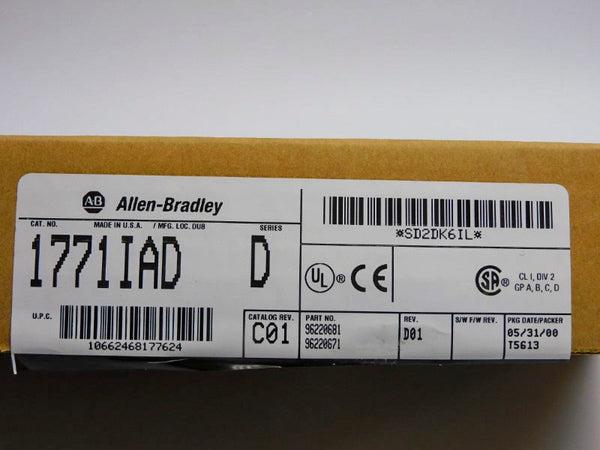 AB Allen-Bradley
CAT. NO. MADE IN U.S.A. / MFG. LOC. DUB SERIES
1771IAD D
U.P.C.
10662468177624
CATALOG REV.
C01
*SD2DK6IL*
UL ® CE
SA ® CL I, DIV 2
GP A, B, C, D
PART NO.
96220681
96220671
REV.
D01
S/W F/W REV.
PKG DATE/PACKER
05/31/00
T5613